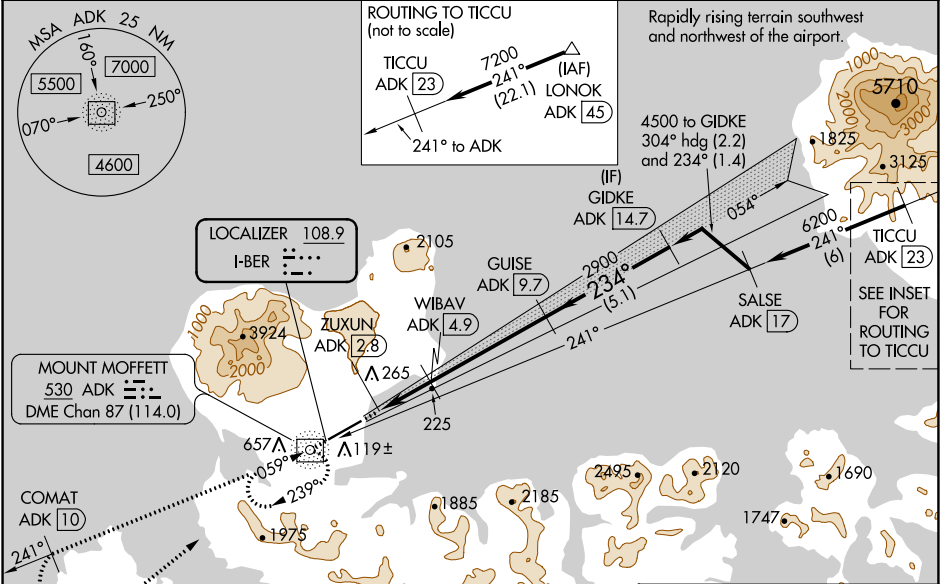 MSA ADK 25 NM
160°
5500
7000
070°
250°
4600
ROUTING TO TICCU
(not to scale)
TICCU
ADK 23
7200
241°
(22.1)
(IAF)
LONOK
ADK 45
241° to ADK
Rapidly rising terrain southwest
and northwest of the airport.
1000
5710
3000
1825
3125
4500 to GIDKE
304° hdg (2.2)
and 234° (1.4)
(IF)
GIDKE
ADK 14.7
054°
6200
241°
(6)
TICCU
ADK 23
SEE INSET
FOR
ROUTING
TO TICCU
SALSE
ADK 17
LOCALIZER 108.9
I-BER
2105
GUISE
ADK 9.7
2900
234°
(5.1)
241°
WIBAV
ADK 4.9
ZUXUN
ADK 2.8
265
225
1000
3924
2000
MOUNT MOFFETT
530 ADK
DME Chan 87 (114.0)
657
119±
059°
239°
COMAT
ADK 10
241°
1975
1885
2185
2495
2120
1690
1747